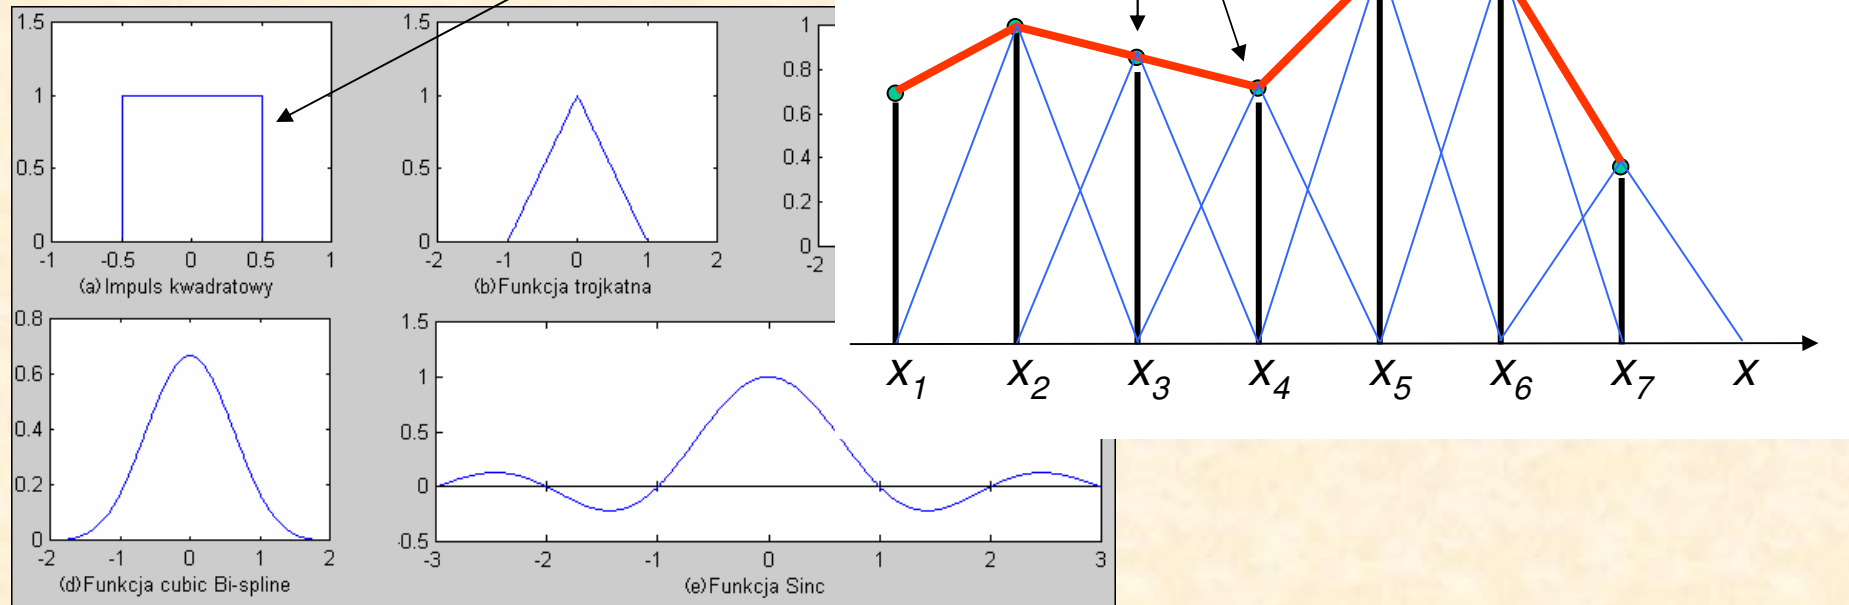 1.5
1
0.5
0
-1 -0.5 0 0.5 1
(a)Impuls kwadratowy
1.5
1
0.5
0
-2 -1 0 1 2
(b)Funkcja trojkatna
1
0.8
0.6
0.4
0.2
0
-2
x1 x2 x3 x4 x5 x6 x7 x
0.8
0.6
0.4
0.2
0
-2 -1 0 1 2
(d)Funkcja cubic Bi-spline
1.5
1
0.5
0
-0.5
-3 -2 -1 0 1 2 3
(e)Funkcja Sinc